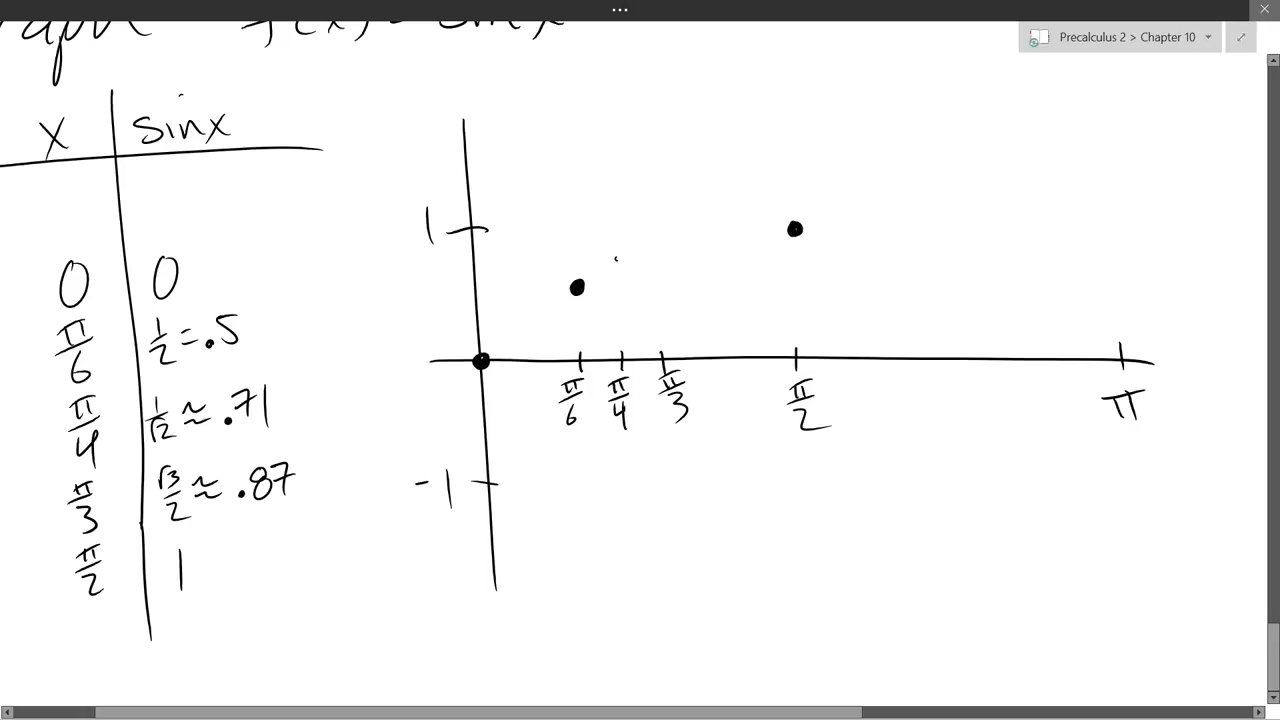 Precalculus 2 > Chapter 10
f(x) = sinx
x sinx
0 0
π/6 1/2 = .5
π/4 1/√2 ≈ .71
π/3 √3/2 ≈ .87
π/2 1
1
-1
π/6 π/4 π/3 π/2 π